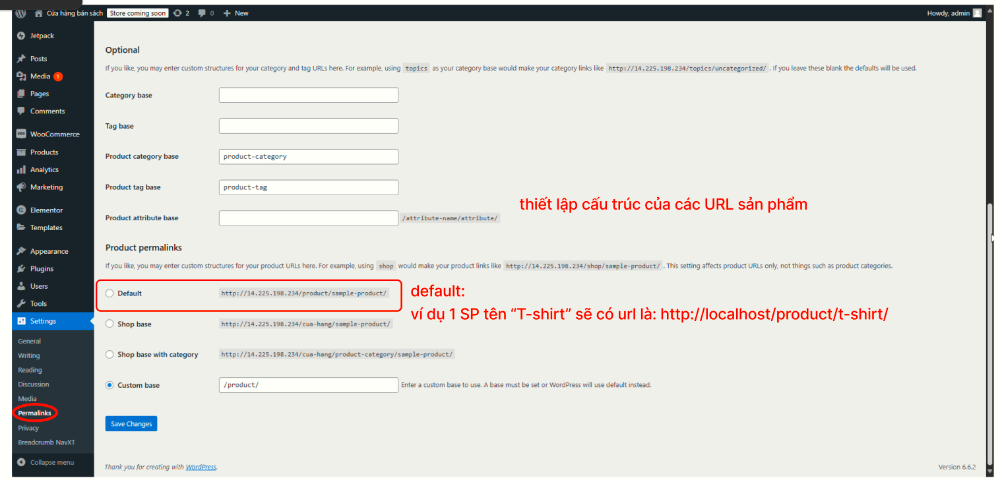 Cửa hàng bán sách Store coming soon 2 0 New Howdy, admin
Jetpack
Posts
Media 1
Pages
Comments
WooCommerce
Products
Analytics
Marketing
Elementor
Templates
Appearance
Plugins
Users
Tools
Settings
General
Writing
Reading
Discussion
Media
Permalinks
Privacy
Breadcrumb NavXT
Collapse menu
Optional
If you like, you may enter custom structures for your category and tag URLs here. For example, using topics as your category base would make your category links like http://14.225.198.234/topics/uncategorized/ . If you leave these blank the defaults will be used.
Category base
Tag base
Product category base product-category
Product tag base product-tag
thiết lập cấu trúc của các URL sản phẩm
Product attribute base /attribute-name/attribute/
Product permalinks
If you like, you may enter custom structures for your product URLs here. For example, using shop would make your product links like http://14.225.198.234/shop/sample-product/ . This setting affects product URLs only, not things such as product categories.
Default http://14.225.198.234/product/sample-product/
default:
ví dụ 1 SP tên “T-shirt” sẽ có url là: http://localhost/product/t-shirt/
Shop base http://14.225.198.234/cua-hang/sample-product/
Shop base with category http://14.225.198.234/cua-hang/product-category/sample-product/
Custom base /product/ Enter a custom base to use. A base must be set or WordPress will use default instead.
Save Changes
Thank you for creating with WordPress.
Version 6.6.2